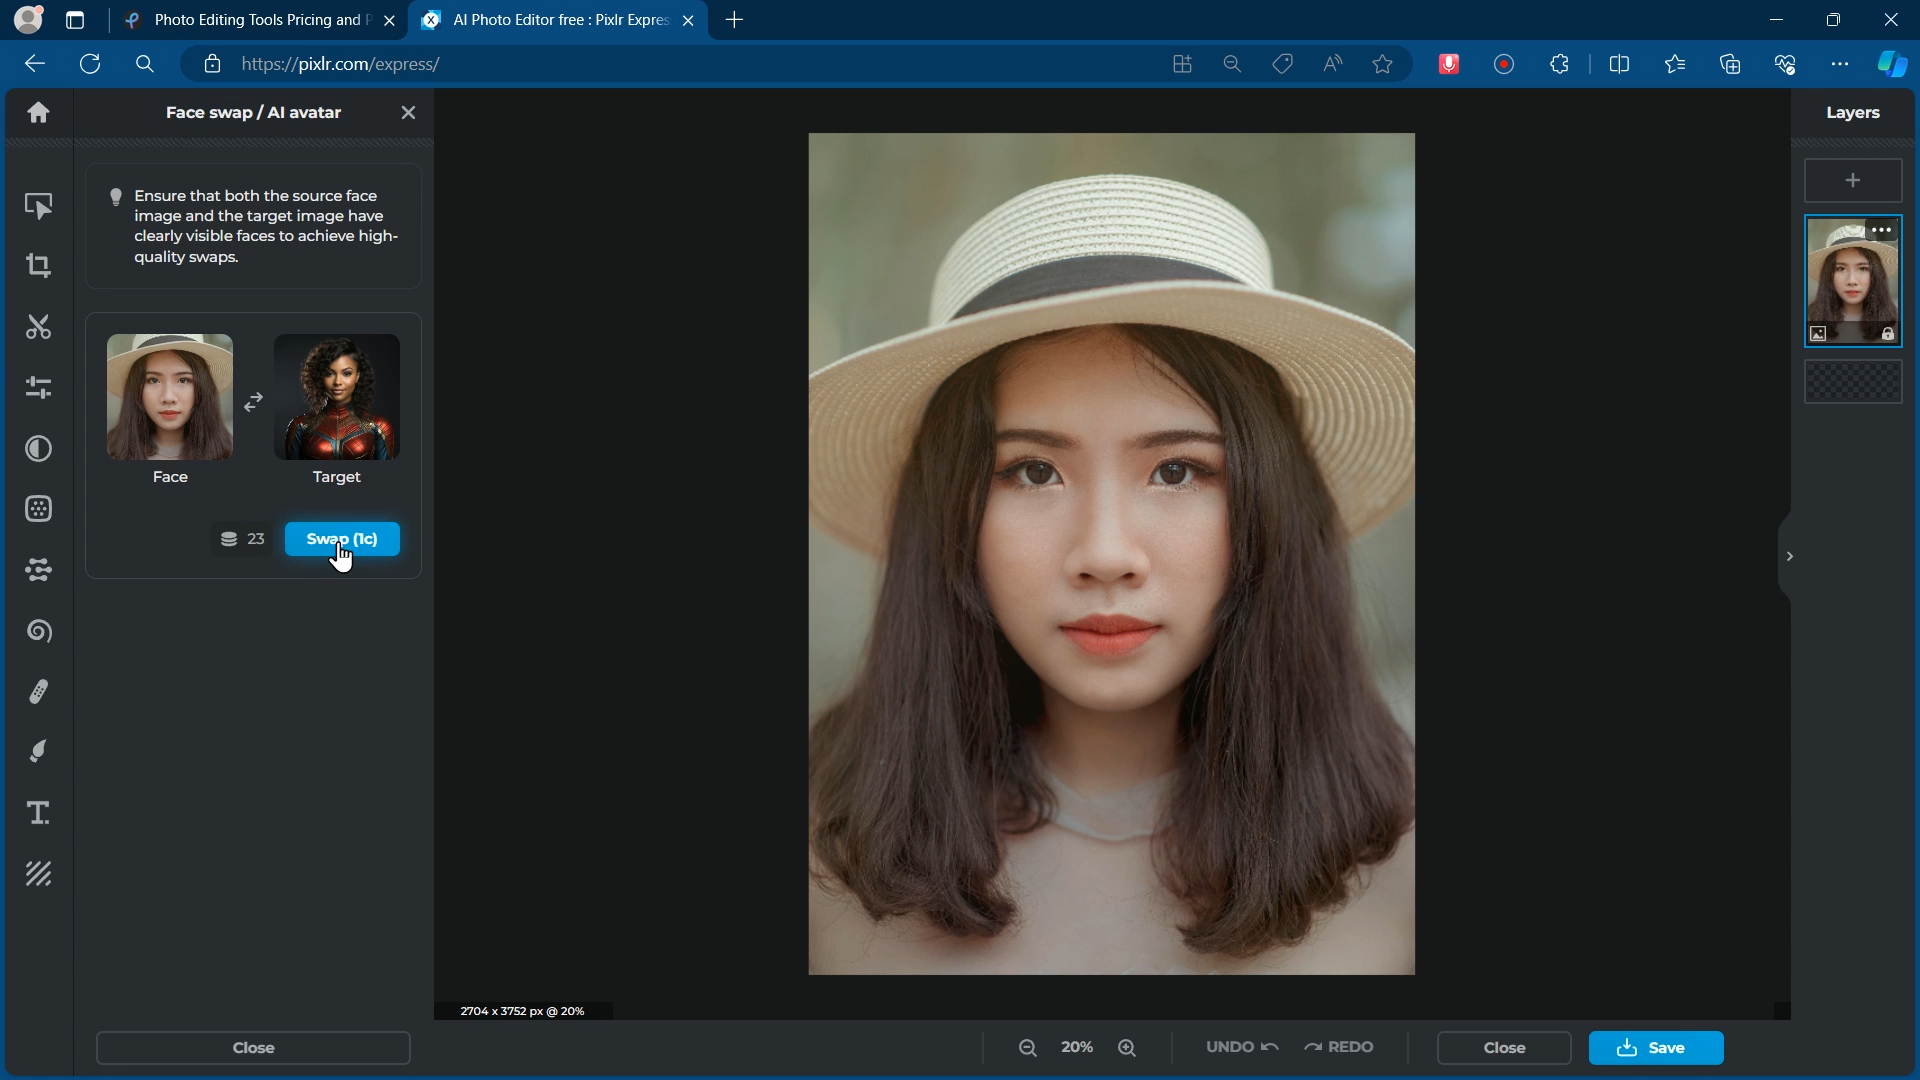 Photo Editing Tools Pricing and
AI Photo Editor free : Pixlr Expres
https://pixlr.com/express/
Face swap / AI avatar
Layers
Ensure that both the source face
image and the target image have
clearly visible faces to achieve high-
quality swaps.
Face
Target
23
Swap (1c)
2704 x 3752 px @ 20%
Close
20%
UNDO
REDO
Close
Save